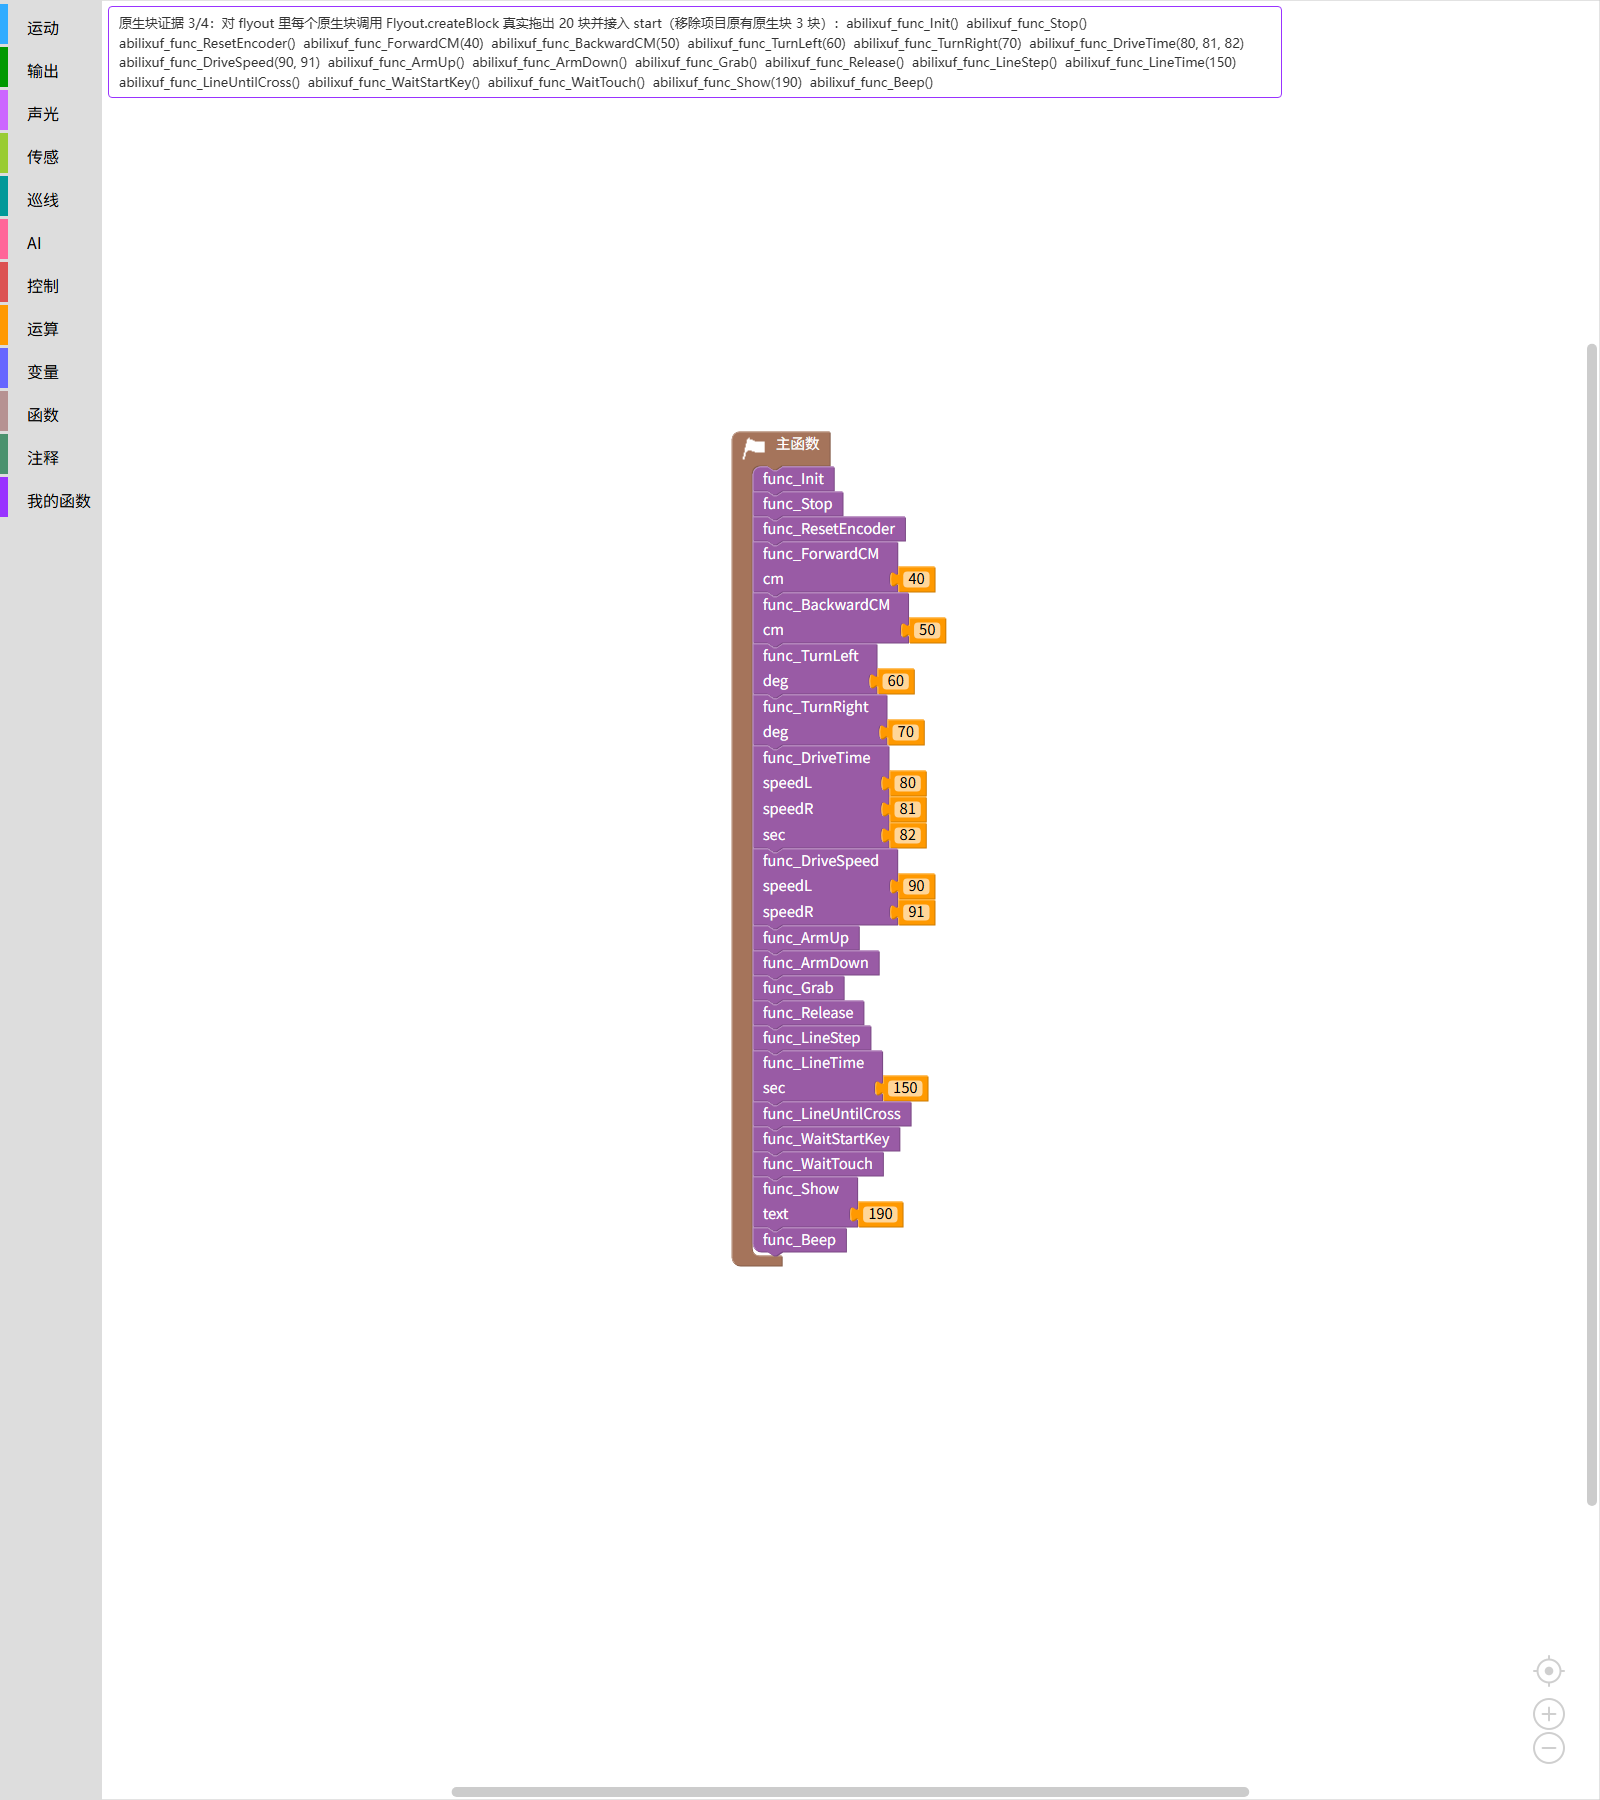 原生块证据 3/4：对 flyout 里每个原生块调用 Flyout.createBlock 真实拖出 20 块并接入 start（移除项目原有原生块 3 块）： abilixuf_func_Init() abilixuf_func_Stop()
abilixuf_func_ResetEncoder() abilixuf_func_ForwardCM(40) abilixuf_func_BackwardCM(50) abilixuf_func_TurnLeft(60) abilixuf_func_TurnRight(70) abilixuf_func_DriveTime(80, 81, 82)
abilixuf_func_DriveSpeed(90, 91) abilixuf_func_ArmUp() abilixuf_func_ArmDown() abilixuf_func_Grab() abilixuf_func_Release() abilixuf_func_LineStep() abilixuf_func_LineTime(150)
abilixuf_func_LineUntilCross() abilixuf_func_WaitStartKey() abilixuf_func_WaitTouch() abilixuf_func_Show(190) abilixuf_func_Beep()
运动
输出
声光
传感
巡线
AI
控制
运算
变量
函数
注释
我的函数
主函数
func_Init
func_Stop
func_ResetEncoder
func_ForwardCM
cm 40
func_BackwardCM
cm 50
func_TurnLeft
deg 60
func_TurnRight
deg 70
func_DriveTime
speedL 80
speedR 81
sec 82
func_DriveSpeed
speedL 90
speedR 91
func_ArmUp
func_ArmDown
func_Grab
func_Release
func_LineStep
func_LineTime
sec 150
func_LineUntilCross
func_WaitStartKey
func_WaitTouch
func_Show
text 190
func_Beep